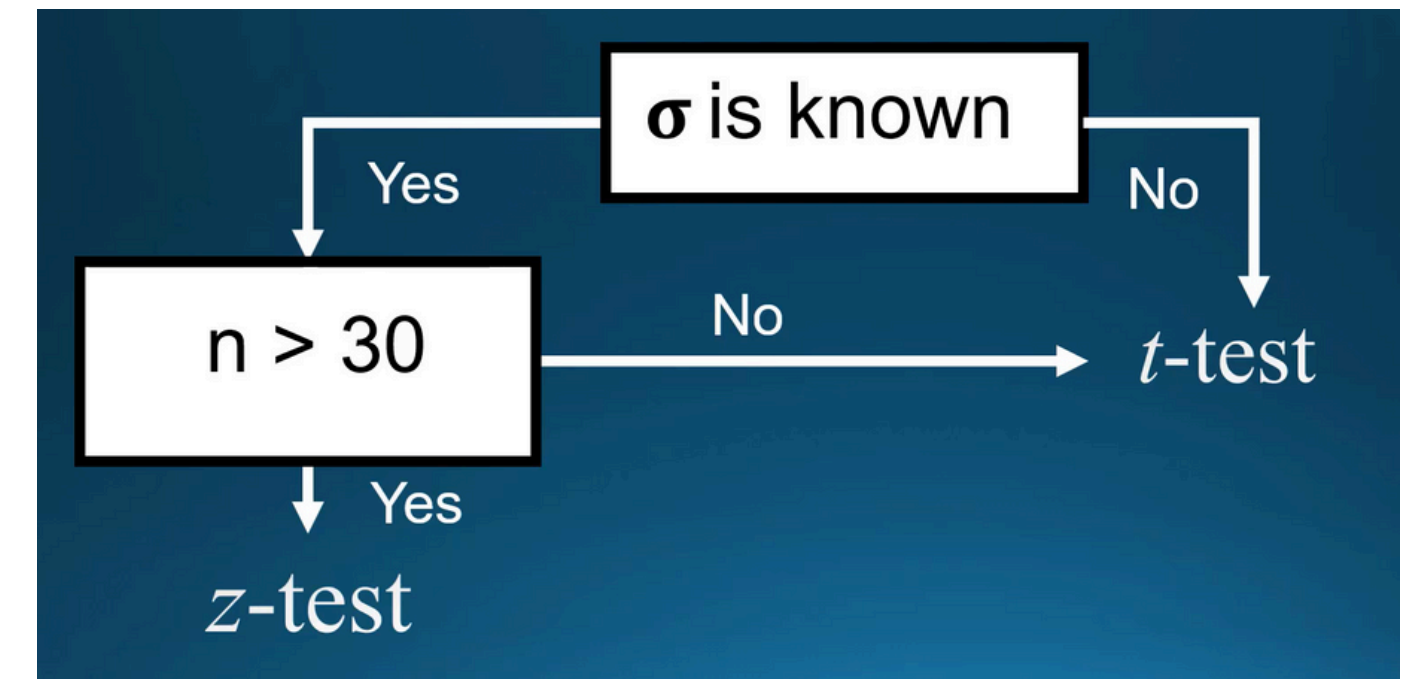 σ is known
Yes
No
n > 30
No
t-test
Yes
z-test